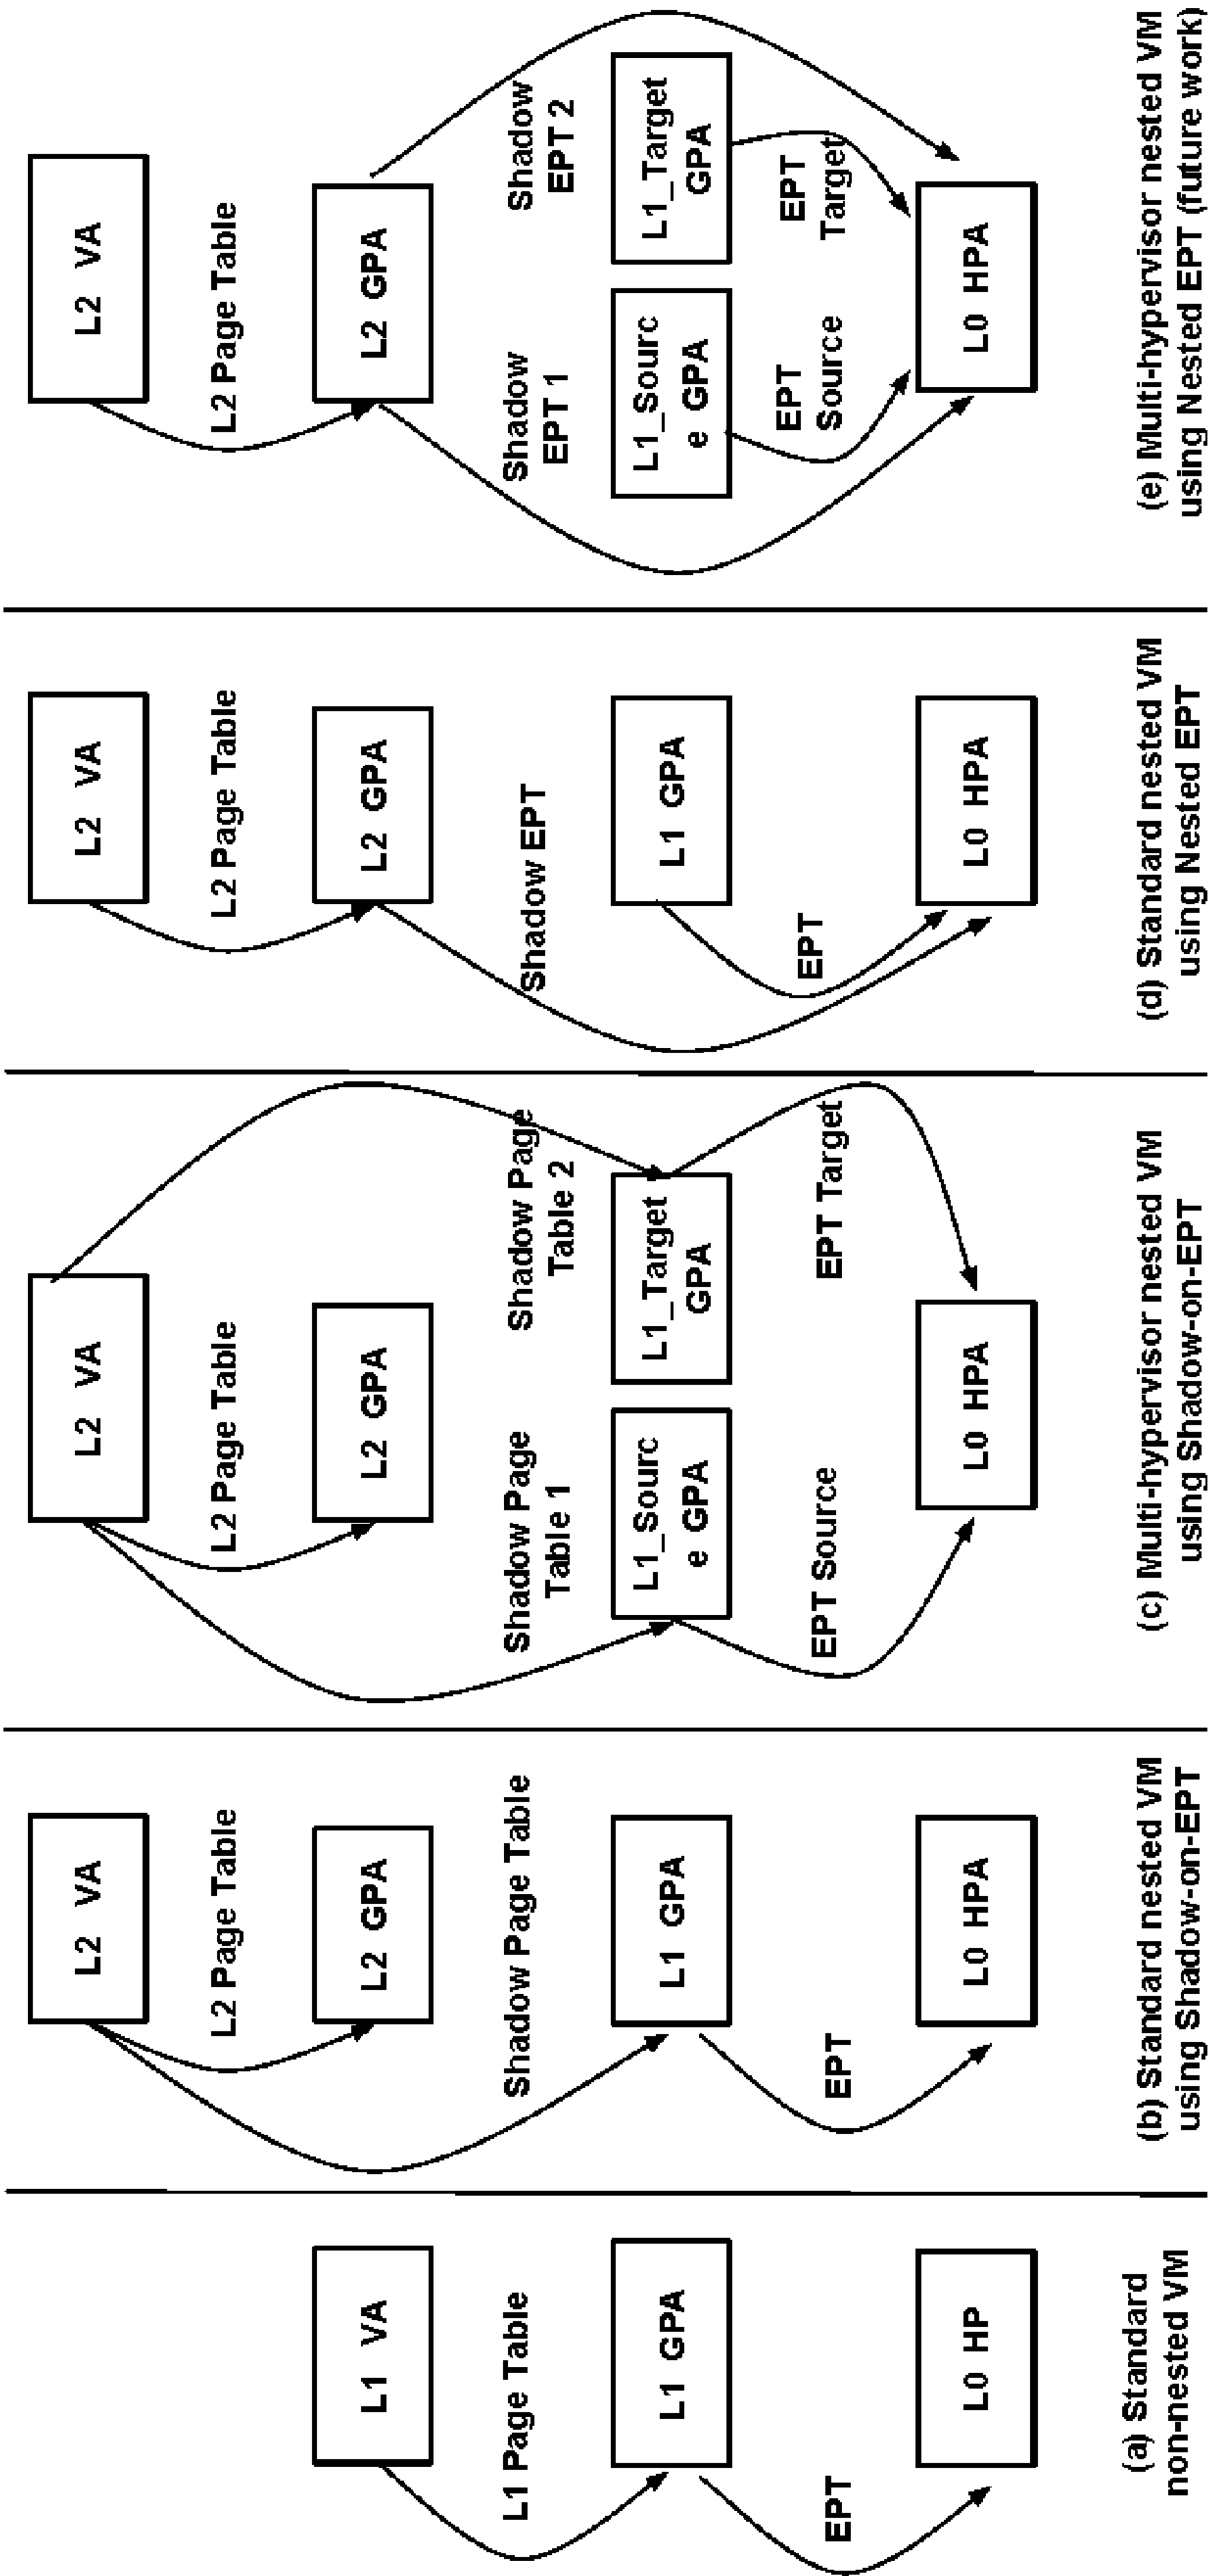 L1 VA
L1 Page Table
L1 GPA
EPT
L0 HP
(a) Standard
non-nested VM
L2 VA
L2 Page Table
L2 GPA
Shadow Page Table
L1 GPA
EPT
L0 HPA
(b) Standard nested VM
using Shadow-on-EPT
L2 VA
L2 Page Table
L2 GPA
Shadow Page
Table 1
Shadow Page
Table 2
L1_Sourc
e GPA
L1_Target
GPA
EPT Source
EPT Target
L0 HPA
(c) Multi-hypervisor nested VM
using Shadow-on-EPT
L2 VA
L2 Page Table
L2 GPA
Shadow EPT
L1 GPA
EPT
L0 HPA
(d) Standard nested VM
using Nested EPT
L2 VA
L2 Page Table
L2 GPA
Shadow
EPT 1
Shadow
EPT 2
L1_Sourc
e GPA
L1_Target
GPA
EPT
Source
EPT
Target
L0 HPA
(e) Multi-hypervisor nested VM
using Nested EPT (future work)